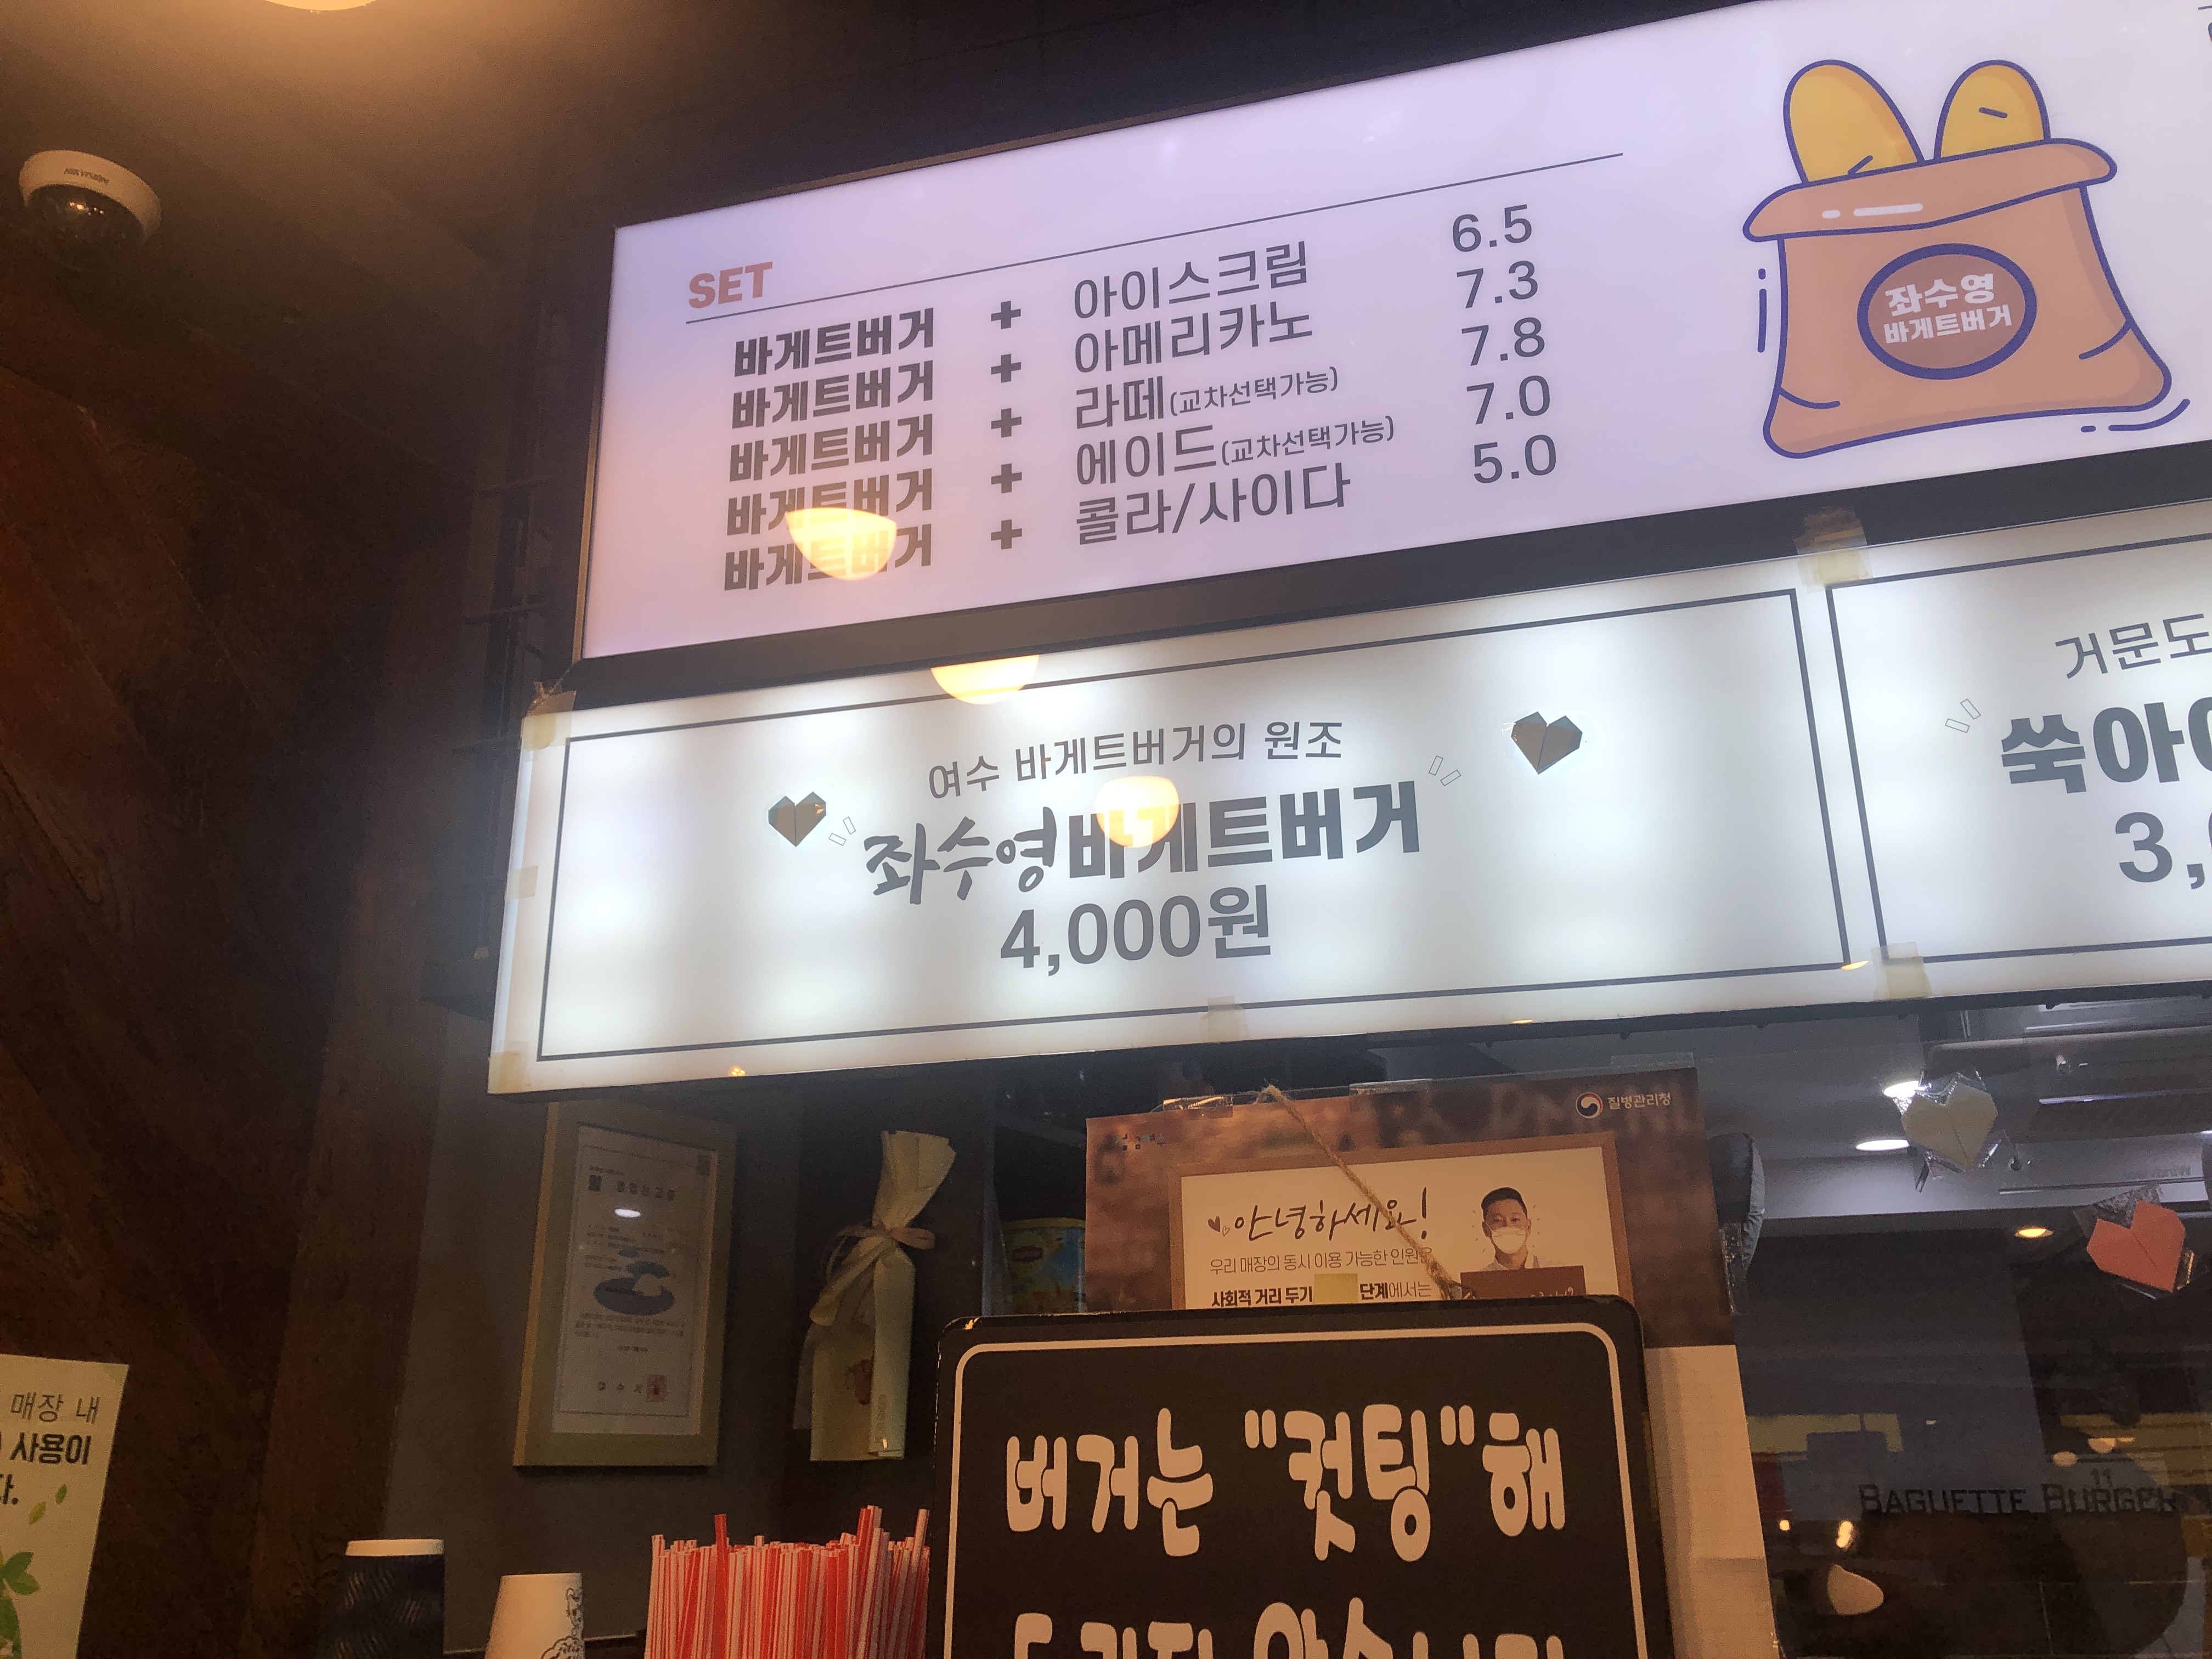 HIKVISION
SET
바게트버거 + 아이스크림 6.5
바게트버거 + 아메리카노 7.3
바게트버거 + 라떼(교차선택가능) 7.8
바게트버거 + 에이드(교차선택가능) 7.0
바게트버거 + 콜라/사이다 5.0
좌수영
바게트버거
여수 바게트버거의 원조
좌수영바게트버거
4,000원
거문도
쑥아
3,
질병관리청
안녕하세요!
우리 매장의 동시 이용 가능한 인원은
사회적 거리 두기 단계에서는
버거는 "컷팅"해
매장 내
사용이
BAGUETTE BURGER